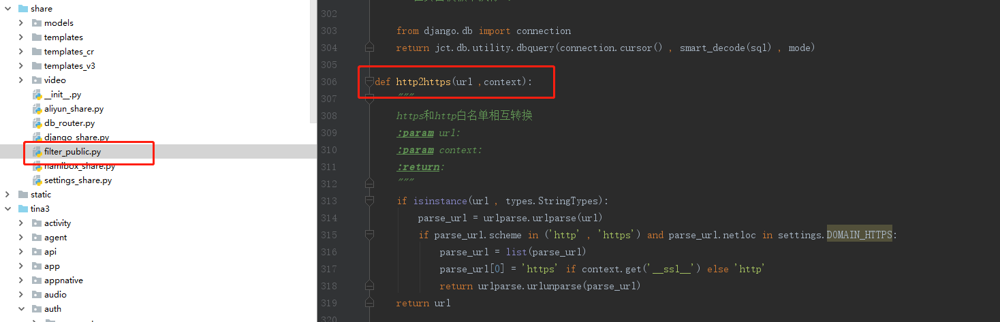 share
models
templates
templates_cr
templates_v3
video
__init__.py
aliyun_share.py
db_router.py
django_share.py
filter_public.py
namibox_share.py
settings_share.py
static
tina3
activity
agent
api
app
appnative
audio
auth
302
303 from django.db import connection
304 return jct.db.utility.dbquery(connection.cursor() , smart_decode(sql) , mode)
305
306 def http2https(url ,context):
307 """
308 https和http白名单相互转换
309 :param url:
310 :param context:
311 :return:
312 """
313 if isinstance(url , types.StringTypes):
314 parse_url = urlparse.urlparse(url)
315 if parse_url.scheme in ('http' , 'https') and parse_url.netloc in settings.DOMAIN_HTTPS:
316 parse_url = list(parse_url)
317 parse_url[0] = 'https' if context.get('__ssl__') else 'http'
318 return urlparse.urlunparse(parse_url)
319 return url
320